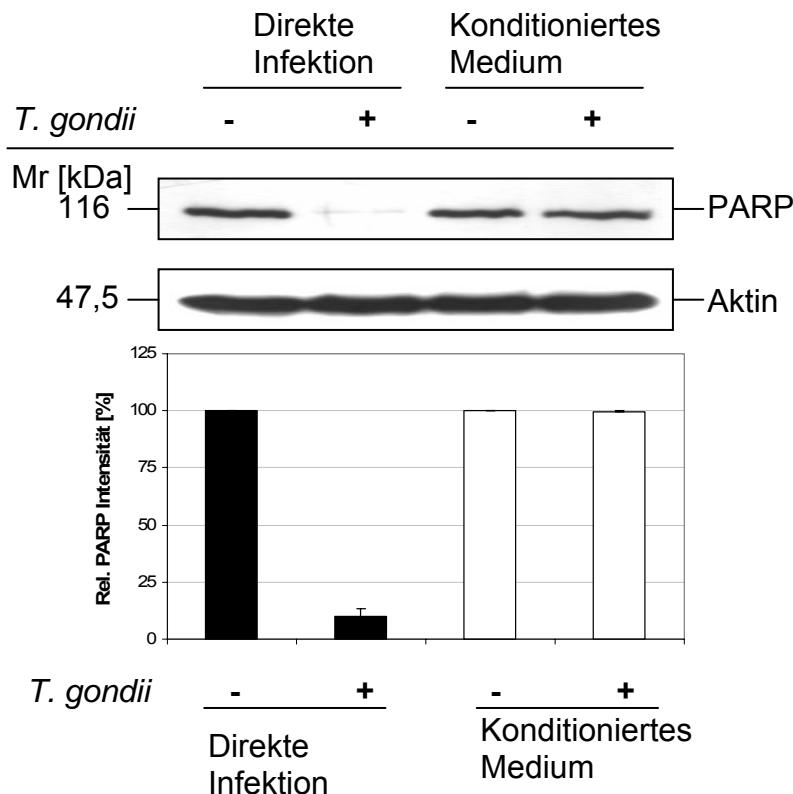 Direkte Konditioniertes
Infektion Medium
T. gondii - + - +
Mr [kDa]
116 PARP
47,5 Aktin
125
100
75
50
25
0
Rel. PARP Intensität [%]
T. gondii - + - +
Direkte Konditioniertes
Infektion Medium